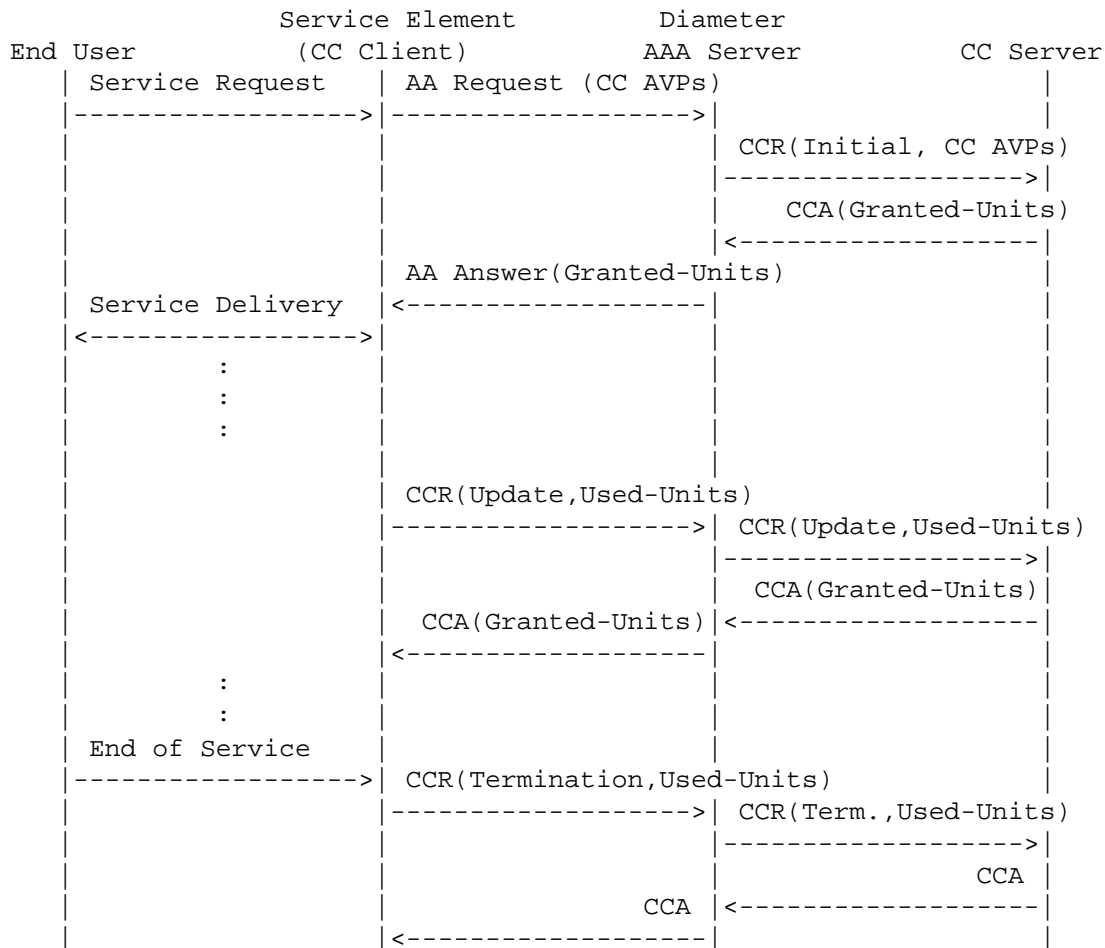 Service Element Diameter
End User (CC Client) AAA Server CC Server
Service Request AA Request (CC AVPs)
CCR(Initial, CC AVPs)
CCA(Granted-Units)
AA Answer(Granted-Units)
Service Delivery
:
:
:
CCR(Update,Used-Units)
CCR(Update,Used-Units)
CCA(Granted-Units)
CCA(Granted-Units)
:
:
End of Service
CCR(Termination,Used-Units)
CCR(Term.,Used-Units)
CCA
CCA